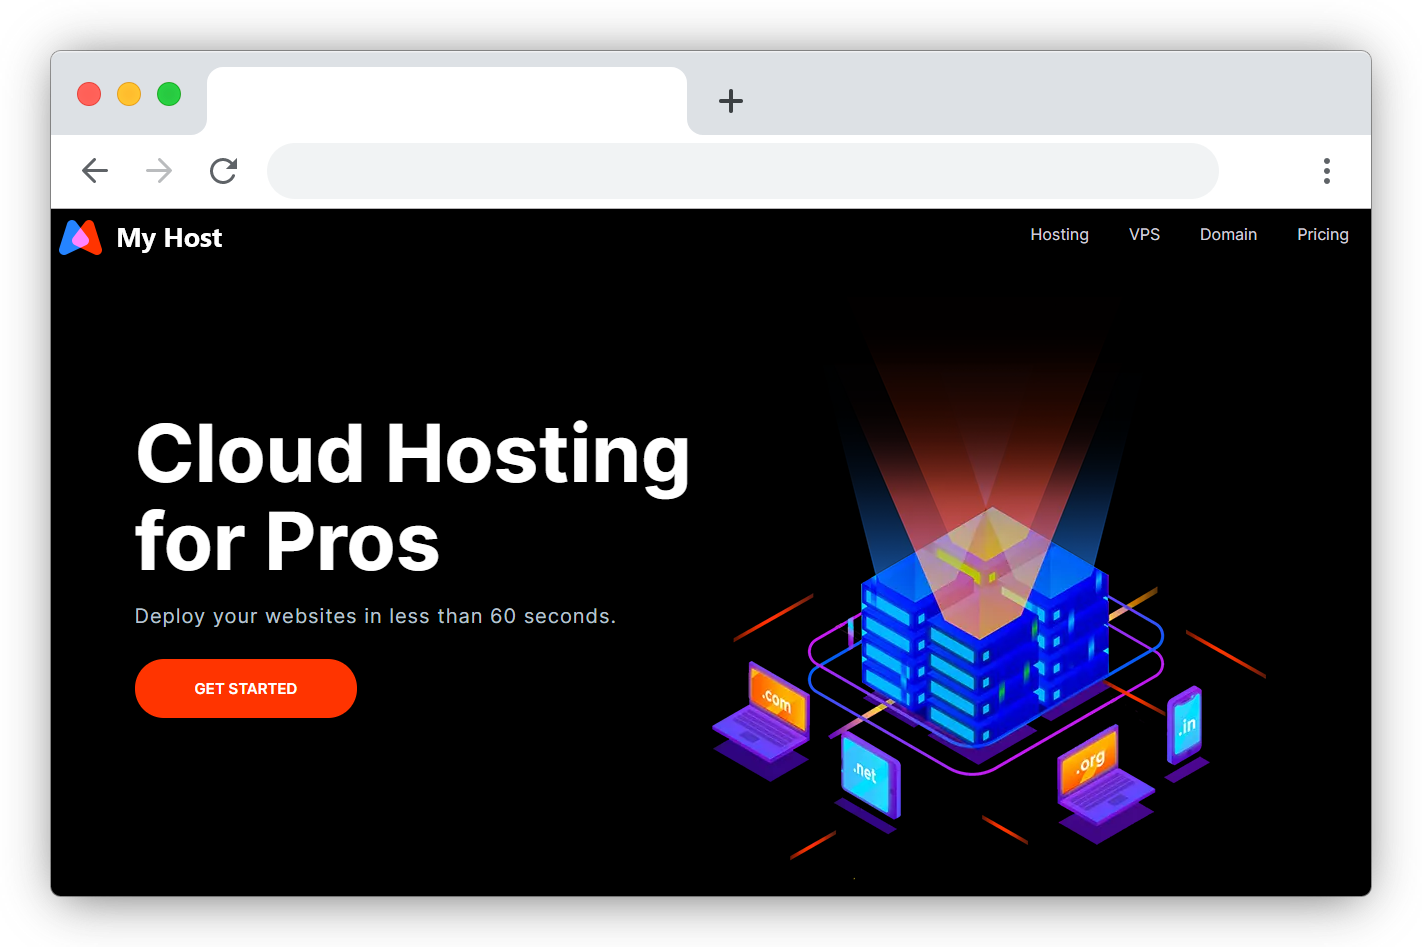 My Host
Hosting VPS Domain Pricing
Cloud Hosting
for Pros
Deploy your websites in less than 60 seconds.
GET STARTED
.com
.net
.org
.in